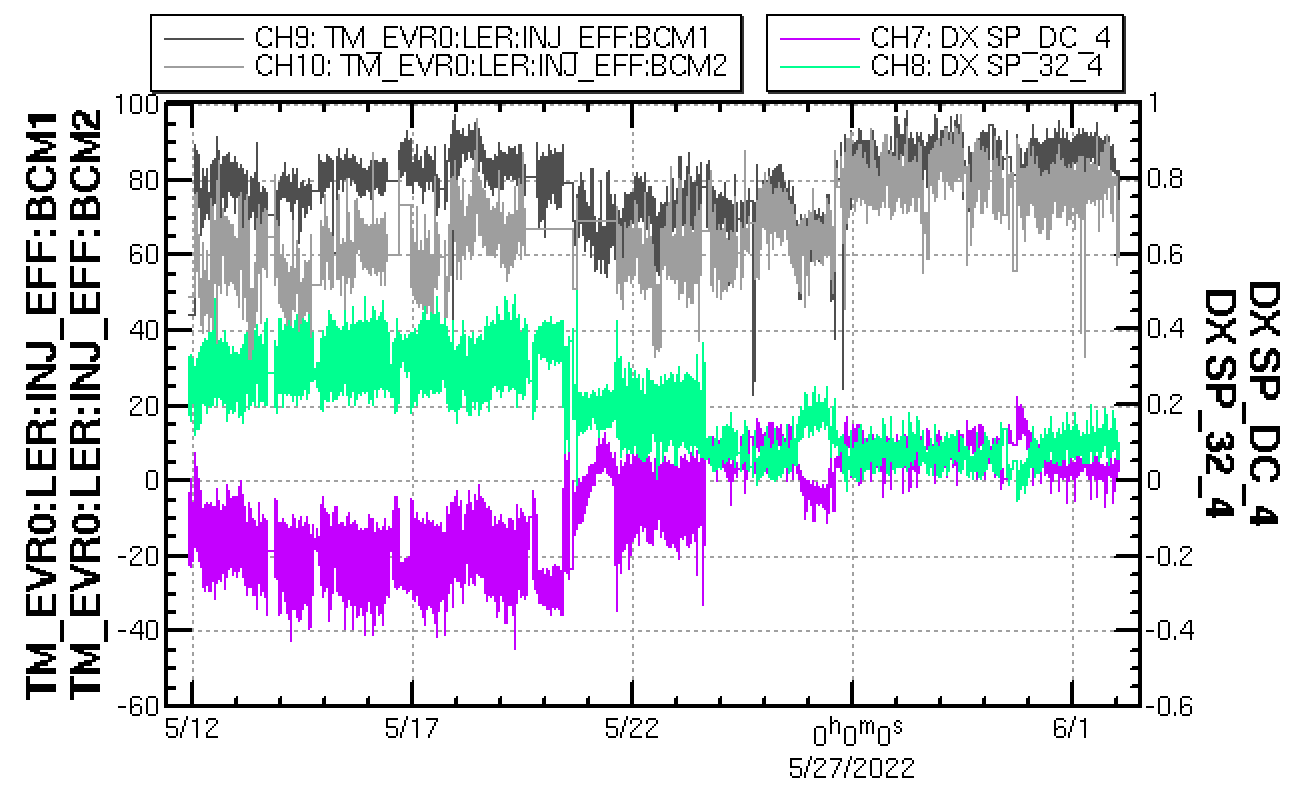 CH9: TM_EVR0:LER:INJ_EFF:BCM1
CH10: TM_EVR0:LER:INJ_EFF:BCM2
CH7: DX SP_DC_4
CH8: DX SP_32_4
TM_EVR0:LER:INJ_EFF:BCM1
TM_EVR0:LER:INJ_EFF:BCM2
100
80
60
40
20
0
-20
-40
-60
1
0.8
0.6
0.4
0.2
0
-0.2
-0.4
-0.6
DX SP_DC_4
DX SP_32_4
5/12
5/17
5/22
0h0m0s
6/1
5/27/2022